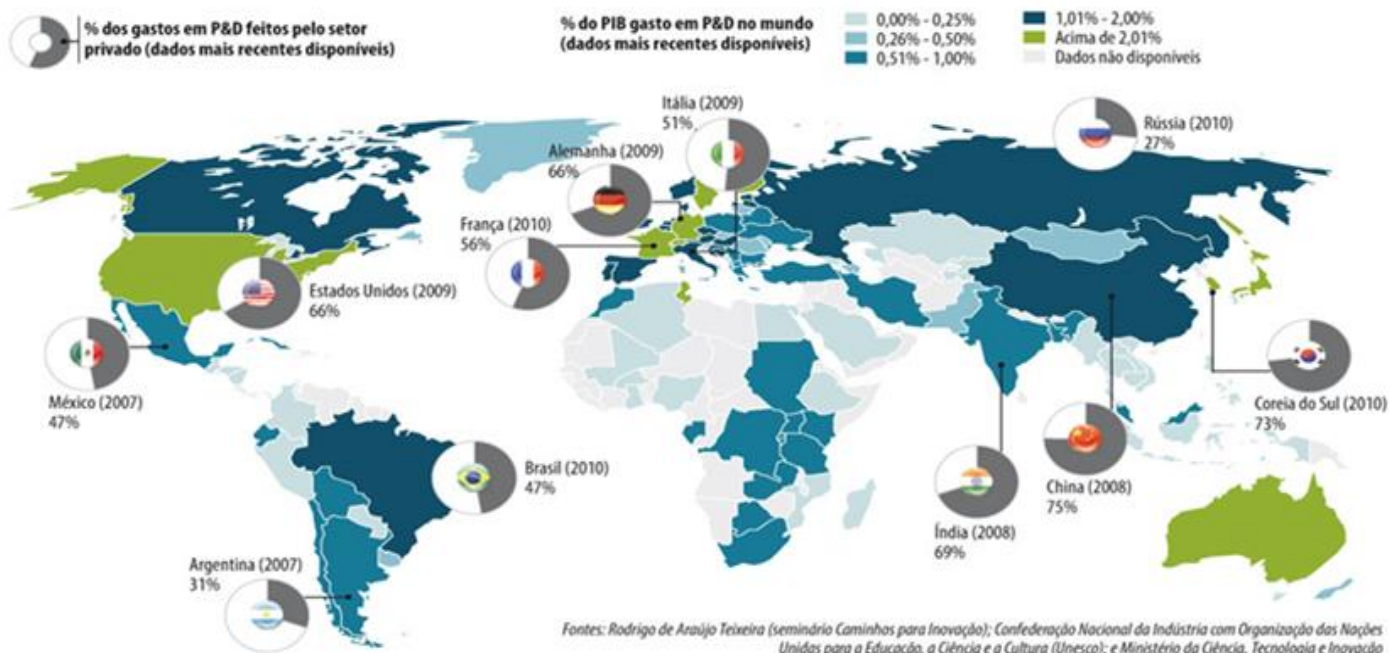 % dos gastos em P&D feitos pelo setor
privado (dados mais recentes disponíveis)
% do PIB gasto em P&D no mundo
(dados mais recentes disponíveis)
0,00% - 0,25%
0,26% - 0,50%
0,51% - 1,00%
1,01% - 2,00%
Acima de 2,01%
Dados não disponíveis
Itália (2009)
51%
Rússia (2010)
27%
Alemanha (2009)
66%
França (2010)
56%
Estados Unidos (2009)
66%
México (2007)
47%
Coreia do Sul (2010)
73%
Brasil (2010)
47%
China (2008)
75%
Índia (2008)
69%
Argentina (2007)
31%
Fontes: Rodrigo de Araújo Teixeira (seminário Caminhos para Inovação); Confederação Nacional da Indústria com Organização das Nações
Unidas para a Educação, a Ciência e a Cultura (Unesco); e Ministério da Ciência, Tecnologia e Inovação